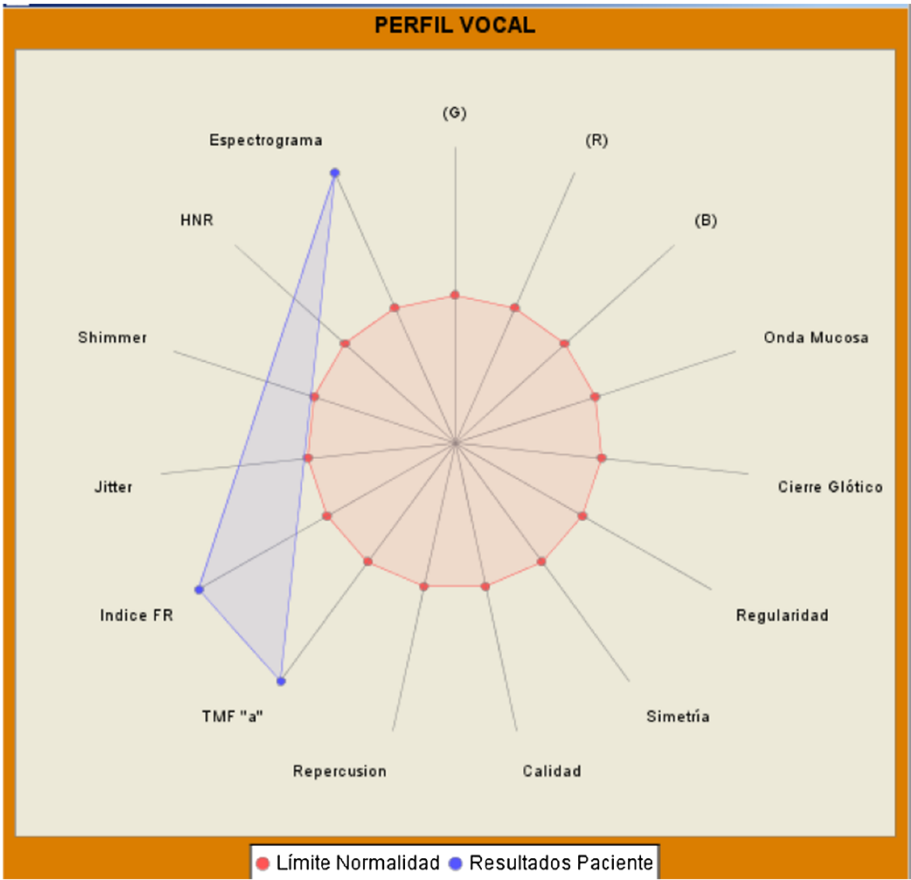 PERFIL VOCAL
(G)
Espectrograma
(R)
HNR
(B)
Shimmer
Onda Mucosa
Jitter
Cierre Glótico
Indice FR
Regularidad
TMF "a"
Simetría
Repercusion
Calidad
Límite Normalidad
Resultados Paciente